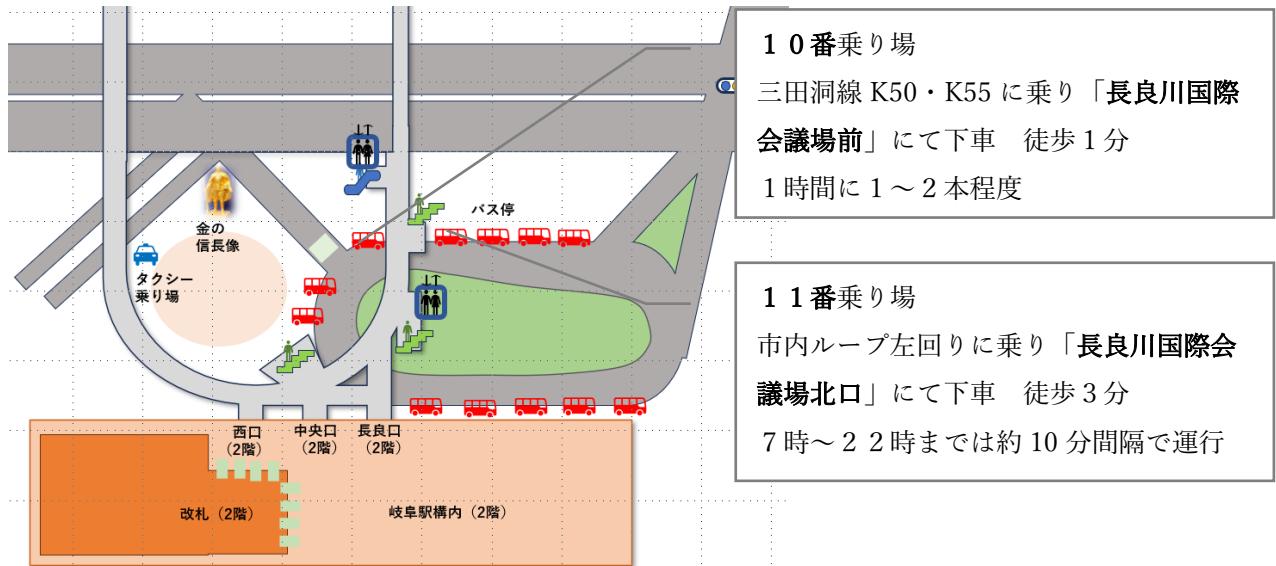 １０番乗り場
三田洞線 K50・K55 に乗り「長良川国際
会議場前」にて下車　徒歩１分
１時間に１～２本程度
バス停
金の
信長像
タクシー
乗り場
１１番乗り場
市内ループ左回りに乗り「長良川国際会
議場北口」にて下車　徒歩３分
７時～２２時までは約 10 分間隔で運行
西口
（2階）
中央口
（2階）
長良口
（2階）
改札（2階）
岐阜駅構内（2階）